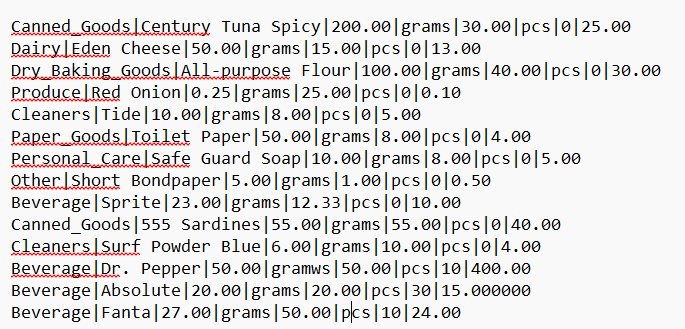 Canned_Goods|Century Tuna Spicy|200.00|grams|30.00|pcs|0|25.00
Dairy|Eden Cheese|50.00|grams|15.00|pcs|0|13.00
Dry_Baking_Goods|All-purpose Flour|100.00|grams|40.00|pcs|0|30.00
Produce|Red Onion|0.25|grams|25.00|pcs|0|0.10
Cleaners|Tide|10.00|grams|8.00|pcs|0|5.00
Paper_Goods|Toilet Paper|50.00|grams|8.00|pcs|0|4.00
Personal_Care|Safe Guard Soap|10.00|grams|8.00|pcs|0|5.00
Other|Short Bondpaper|5.00|grams|1.00|pcs|0|0.50
Beverage|Sprite|23.00|grams|12.33|pcs|0|10.00
Canned_Goods|555 Sardines|55.00|grams|55.00|pcs|0|40.00
Cleaners|Surf Powder Blue|6.00|grams|10.00|pcs|0|4.00
Beverage|Dr. Pepper|50.00|gramws|50.00|pcs|10|400.00
Beverage|Absolute|20.00|grams|20.00|pcs|30|15.000000
Beverage|Fanta|27.00|grams|50.00|pcs|10|24.00